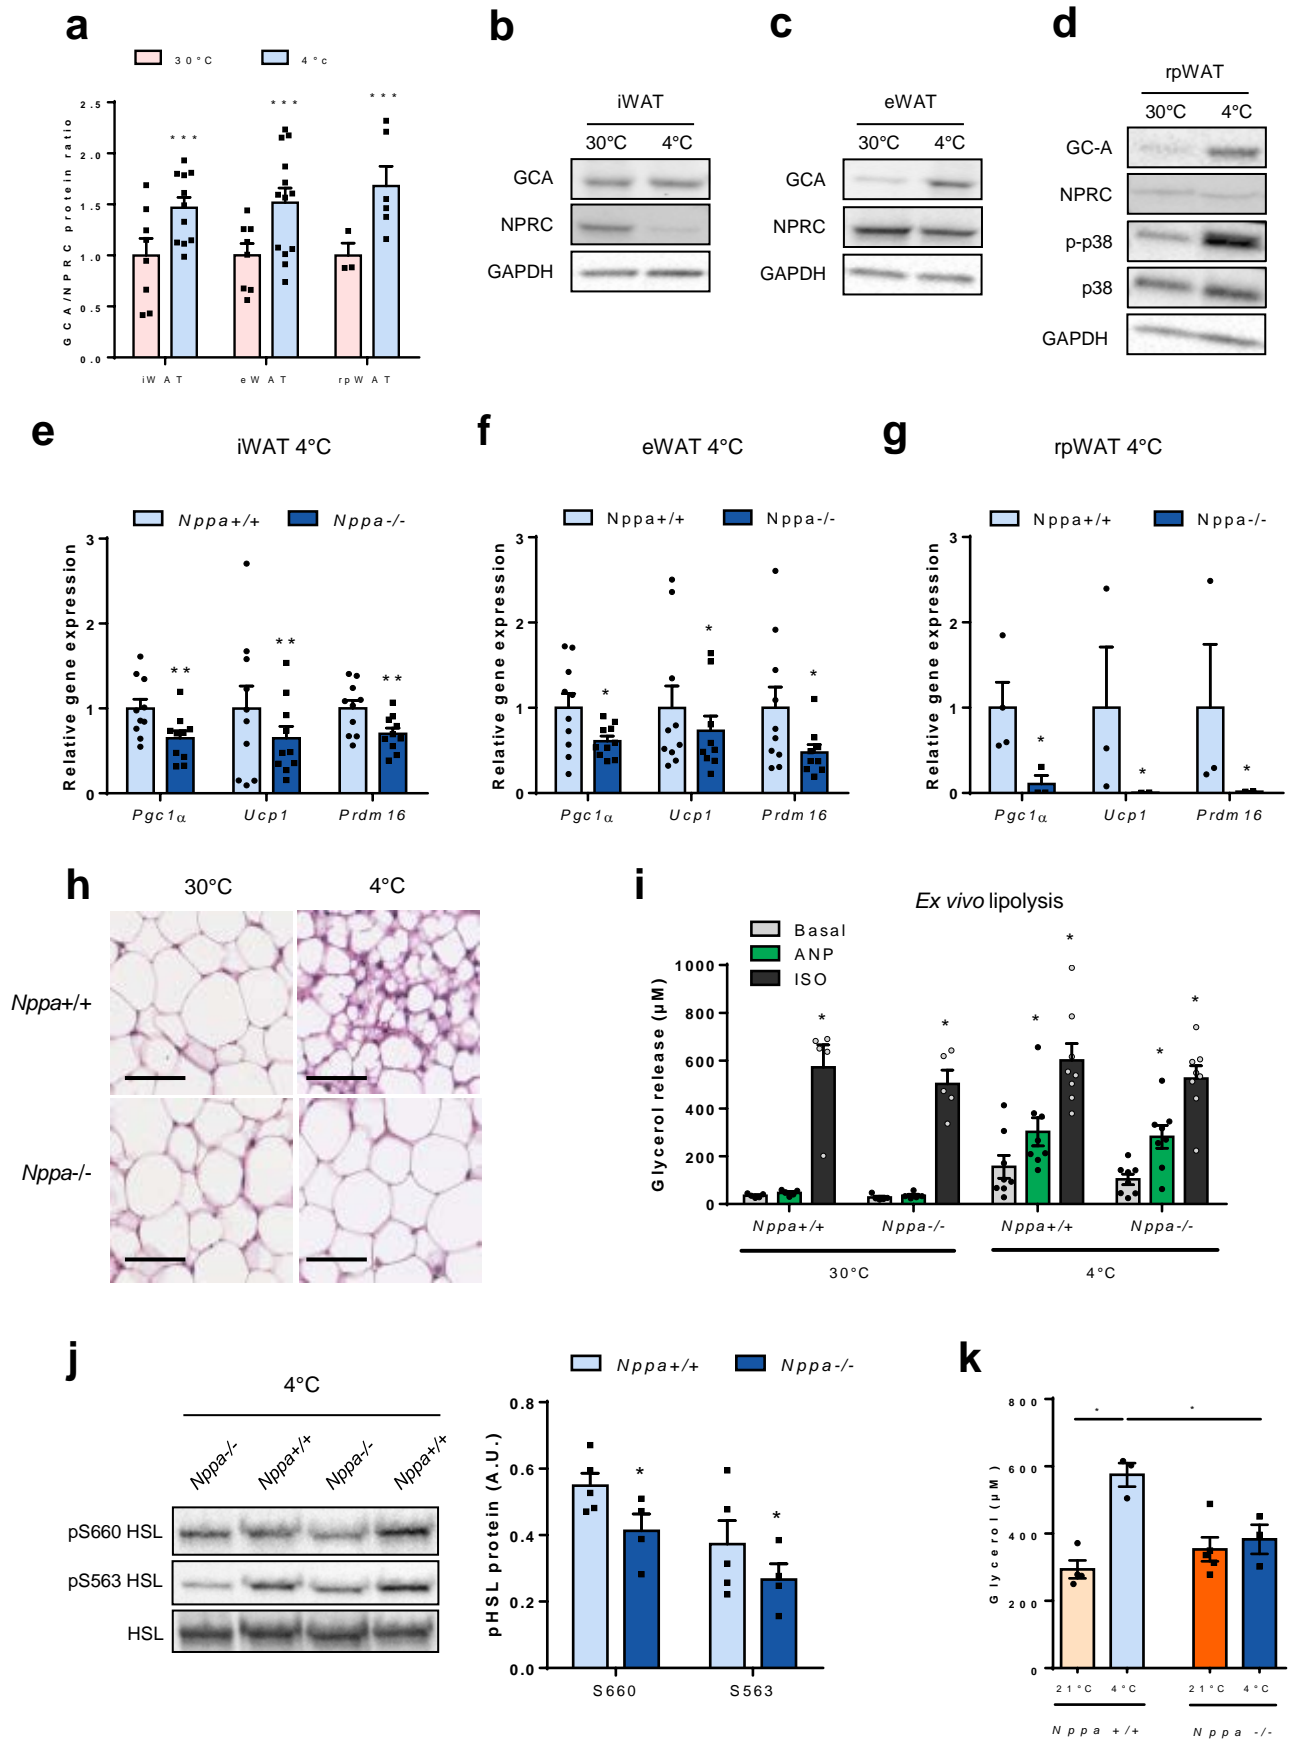 a
30°C 4°c
GCA/NPRC protein ratio
2.5
2.0
1.5
1.0
0.5
0.0
*** *** ***
iWAT eWAT rpWAT
b
iWAT
30°C 4°C
GCA
NPRC
GAPDH
c
eWAT
30°C 4°C
GCA
NPRC
GAPDH
d
rpWAT
30°C 4°C
GC-A
NPRC
p-p38
p38
GAPDH
e
iWAT 4°C
Nppa+/+ Nppa-/-
Relative gene expression
3
2
1
0
** ** **
Pgc1α Ucp1 Prdm16
f
eWAT 4°C
Nppa+/+ Nppa-/-
Relative gene expression
3
2
1
0
* * *
Pgc1α Ucp1 Prdm16
g
rpWAT 4°C
Nppa+/+ Nppa-/-
Relative gene expression
3
2
1
0
* * *
Pgc1α Ucp1 Prdm16
h
30°C 4°C
Nppa+/+
Nppa-/-
i
Ex vivo lipolysis
Basal
ANP
ISO
Glycerol release (µM)
1000
800
600
400
200
0
* * * * * *
Nppa+/+ Nppa-/- Nppa+/+ Nppa-/-
30°C 4°C
j
4°C
Nppa-/- Nppa+/+ Nppa-/- Nppa+/+
pS660 HSL
pS563 HSL
HSL
Nppa+/+ Nppa-/-
pHSL protein (A.U.)
0.8
0.6
0.4
0.2
0.0
* *
S660 S563
k
Glycerol (µM)
800
600
400
200
0
* *
21°C 4°C 21°C 4°C
Nppa +/+ Nppa -/-